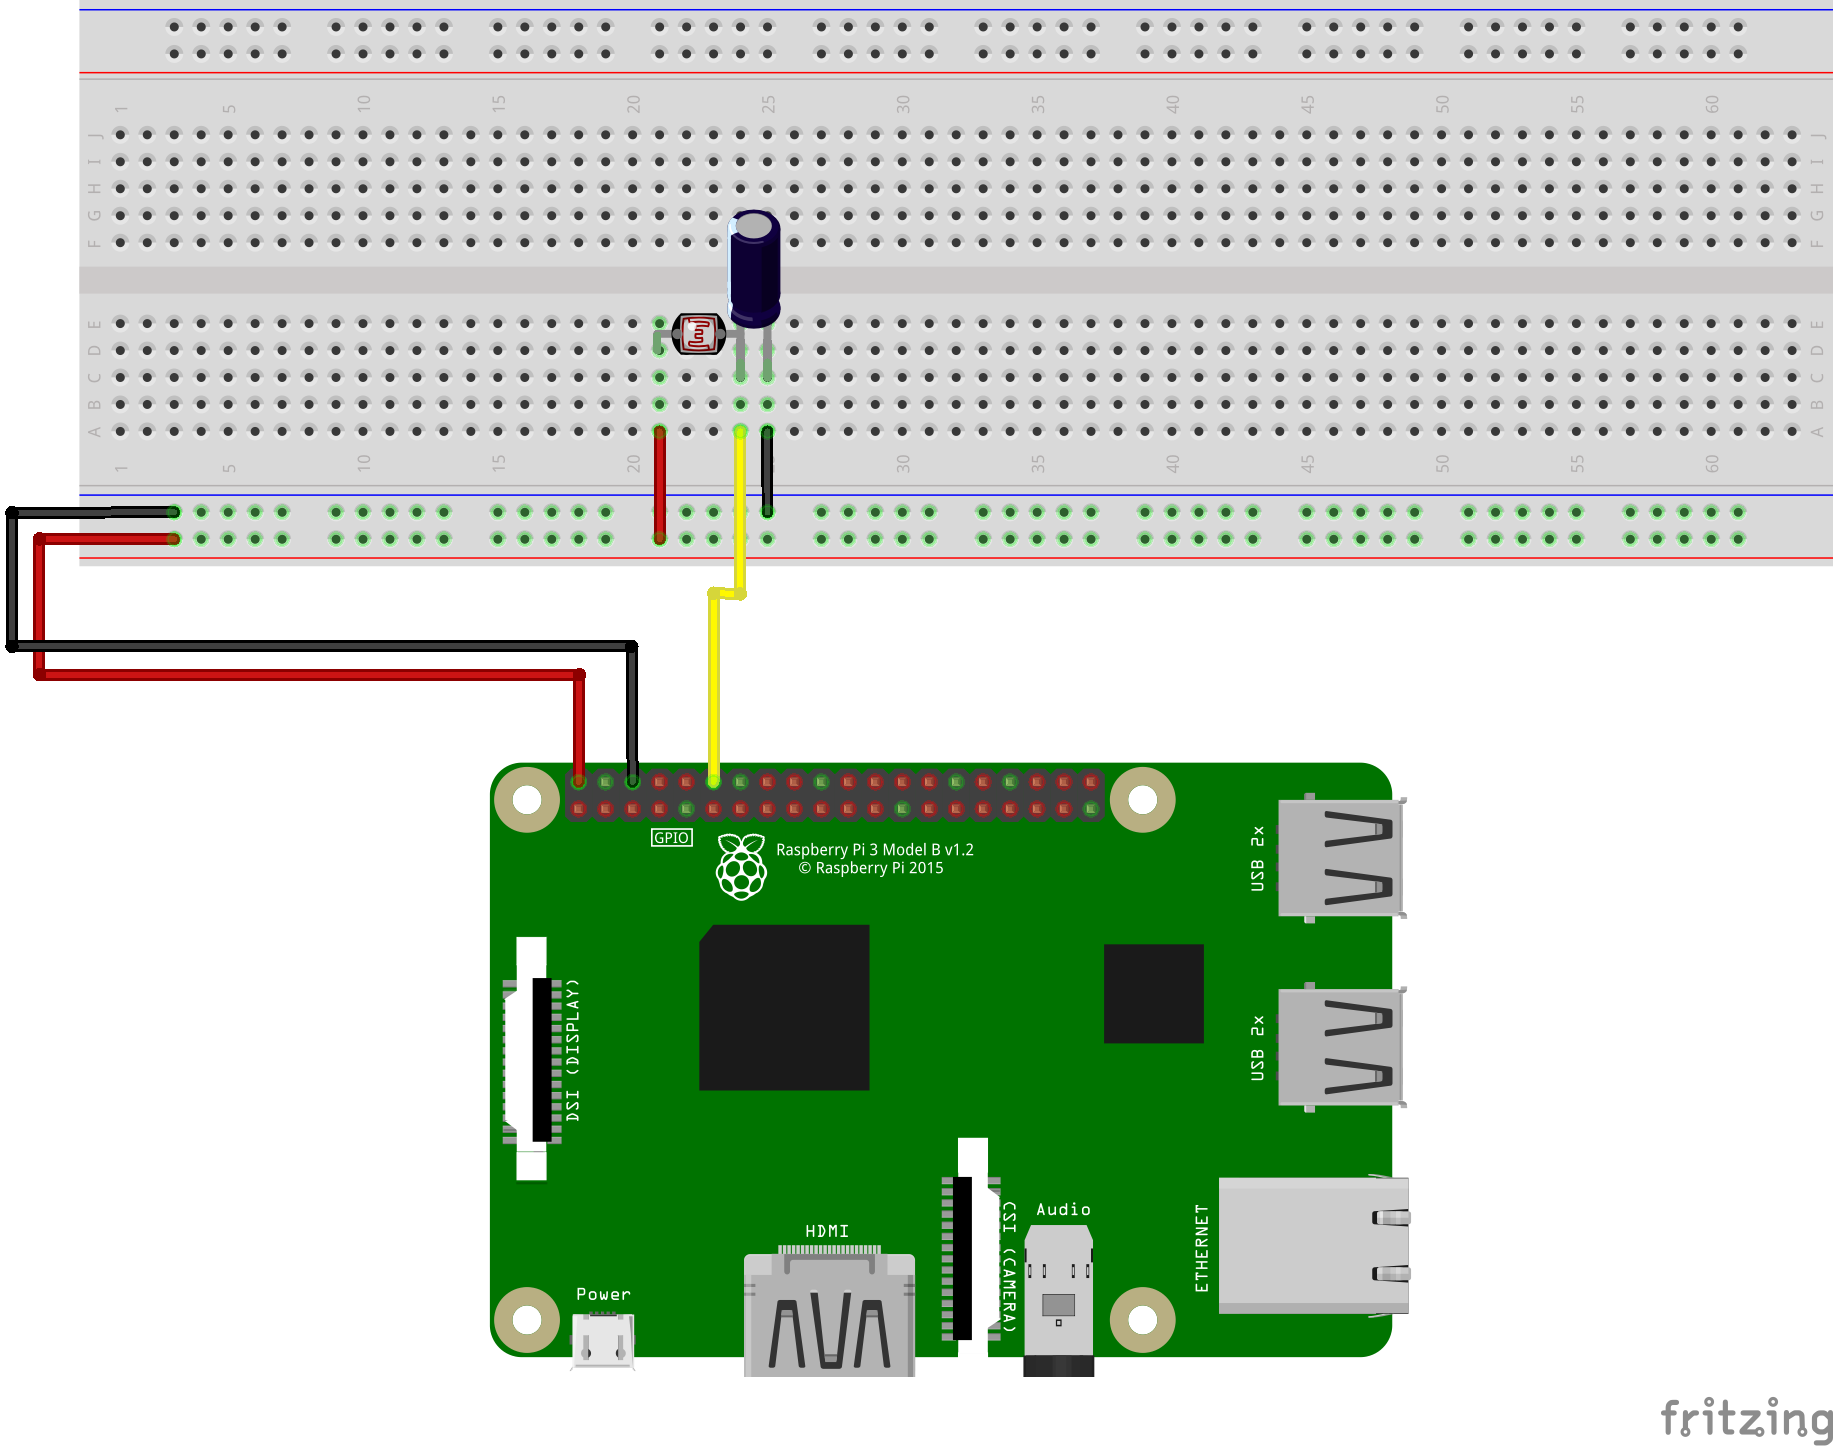 1 5 10 15 20 25 30 35 40 45 50 55 60
J J
I I
H H
G G
F F
E E
D D
C C
B B
A A
1 5 10 15 20 30 35 40 45 50 55 60
GPIO
Raspberry Pi 3 Model B v1.2
© Raspberry Pi 2015
USB 2x
DSI (DISPLAY)
USB 2x
HDMI
CSI (CAMERA)
Audio
ETHERNET
Power
fritzing